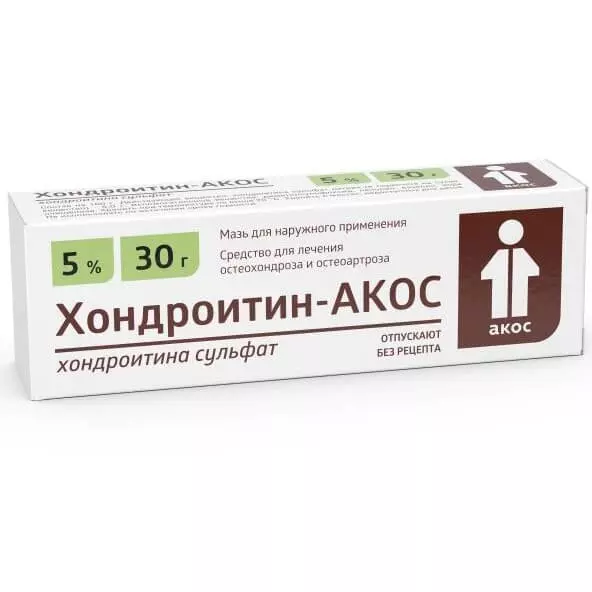 Хондроитин-АКОС
хондроитина сульфат
5 %
30 г
акос
5 %
30 г
Мазь для наружного применения
Средство для лечения
остеохондроза и остеоартроза
Хондроитин-АКОС
хондроитина сульфат
ОТПУСКАЮТ
БЕЗ РЕЦЕПТА
акос